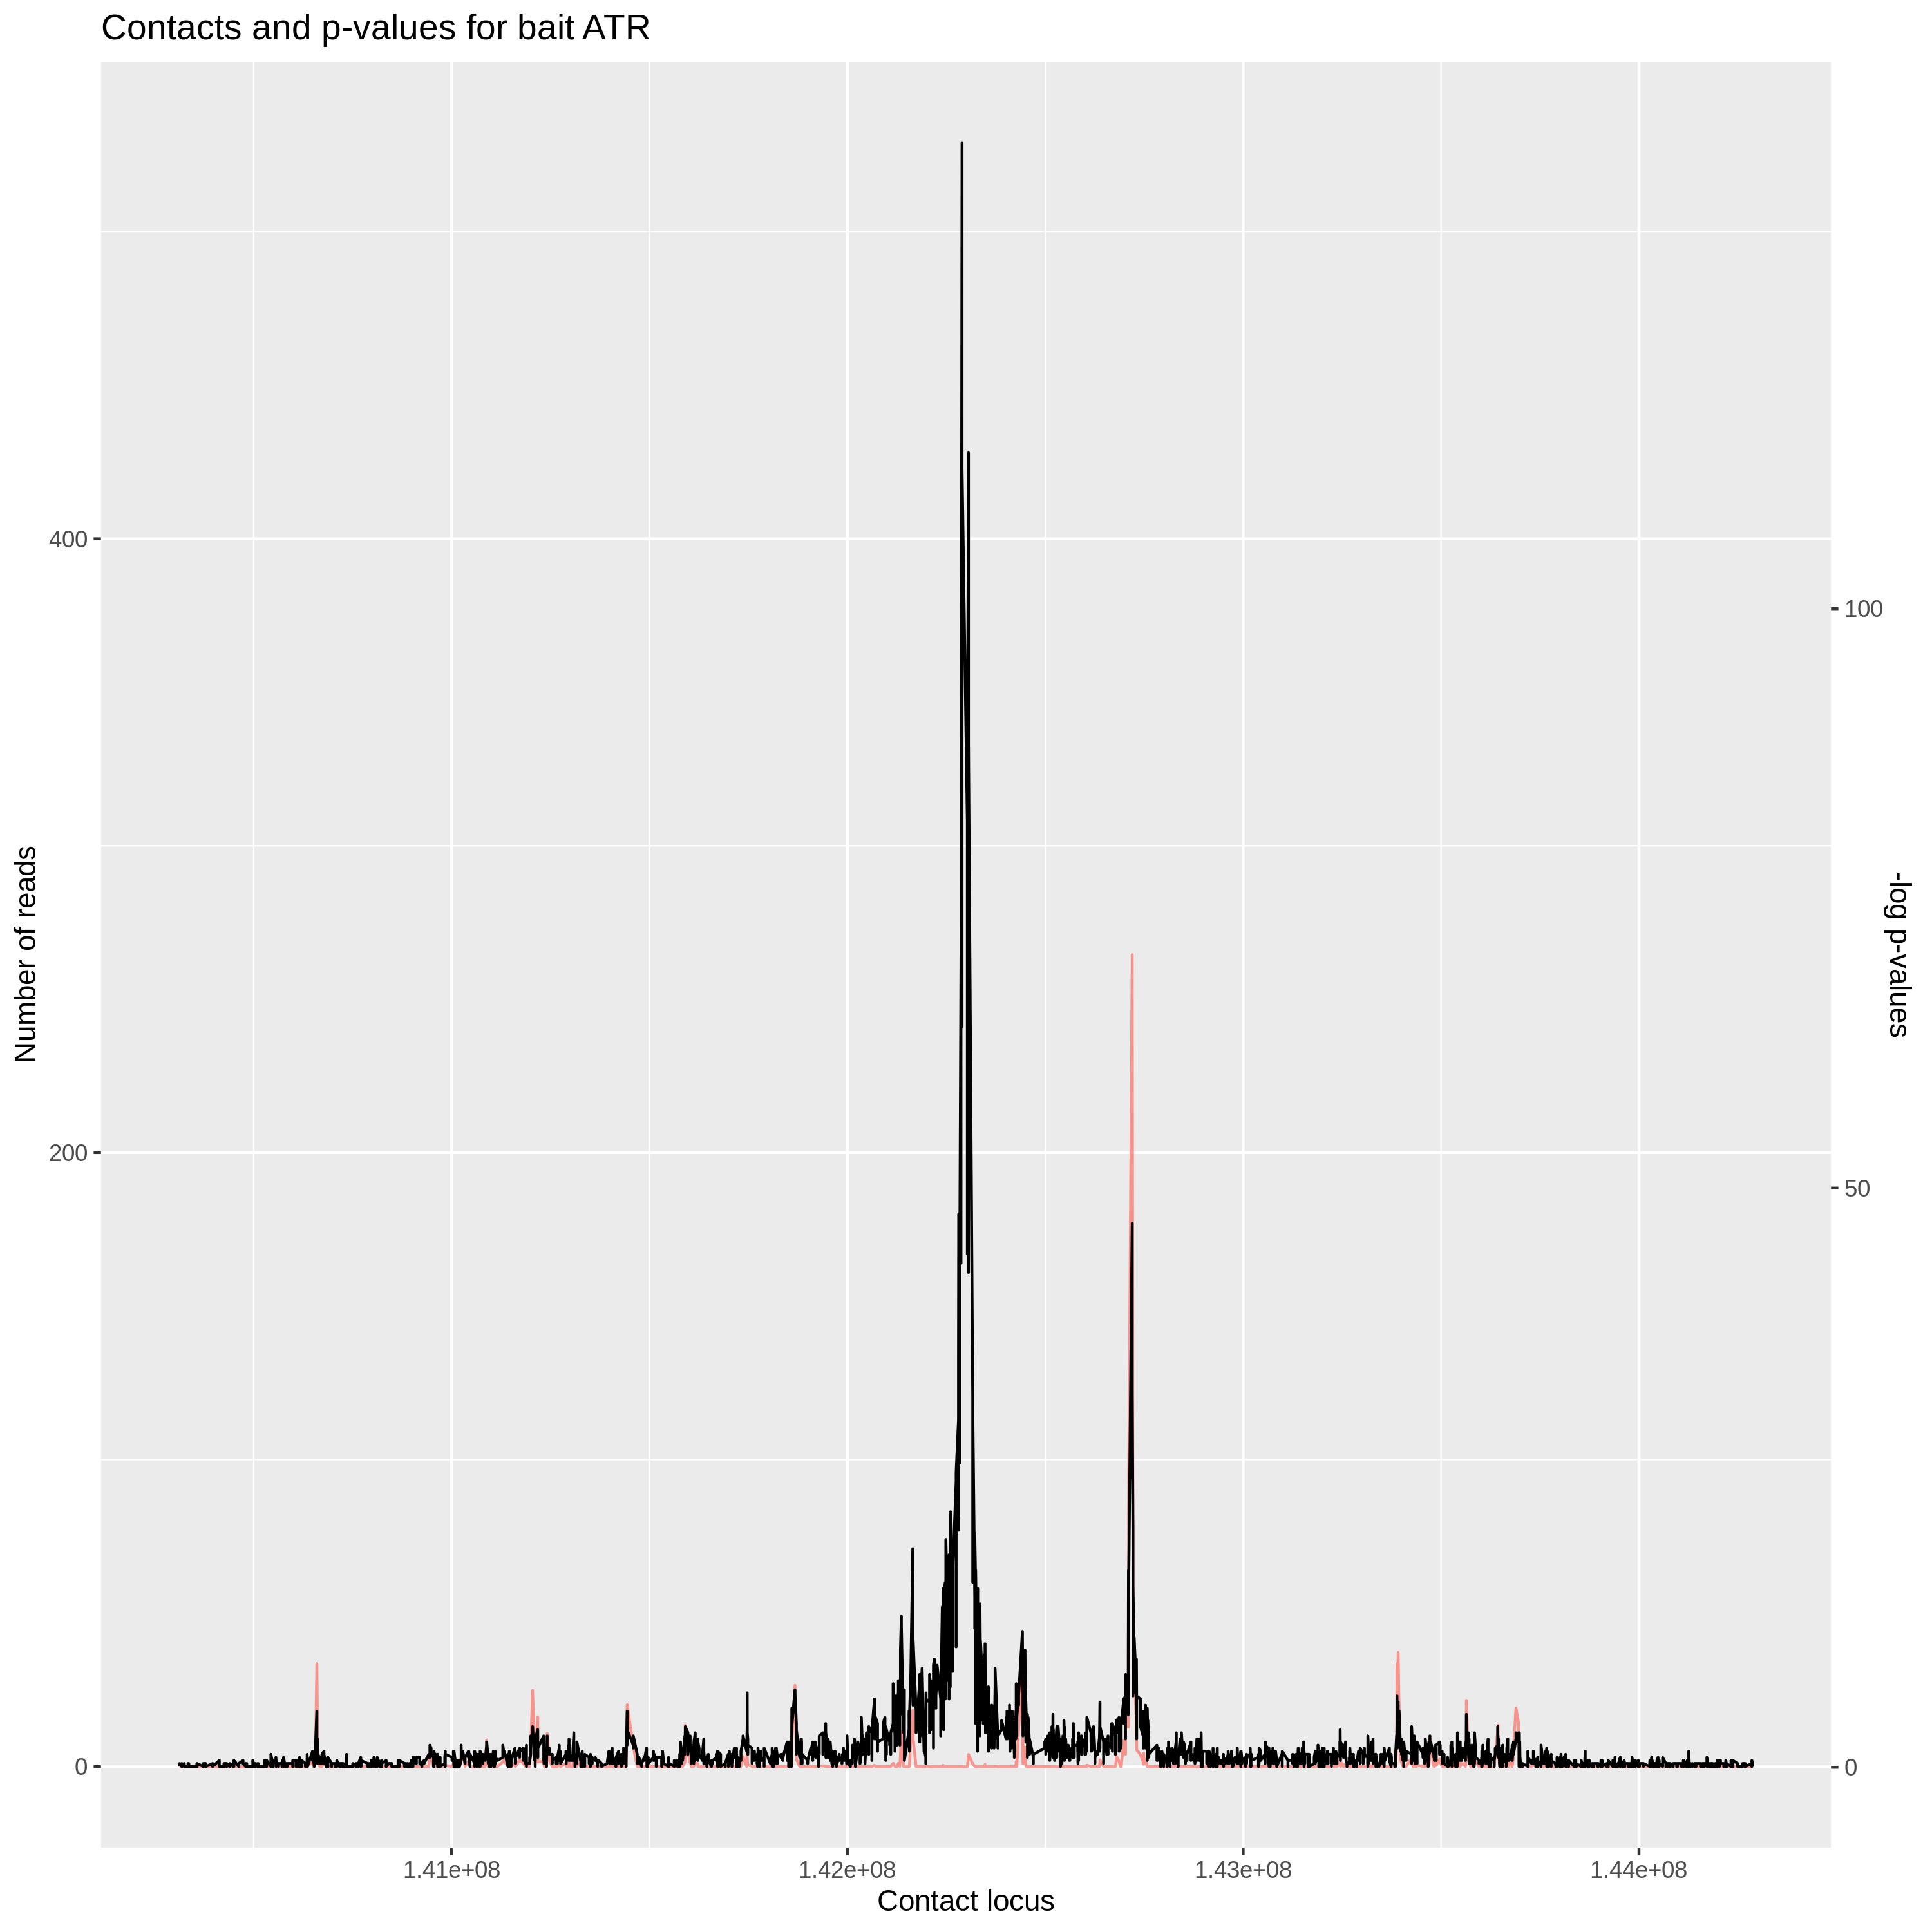 Contacts and p-values for bait ATR
Number of reads
400
200
0
100
50
0
-log p-values
1.41e+08
1.42e+08
1.43e+08
1.44e+08
Contact locus